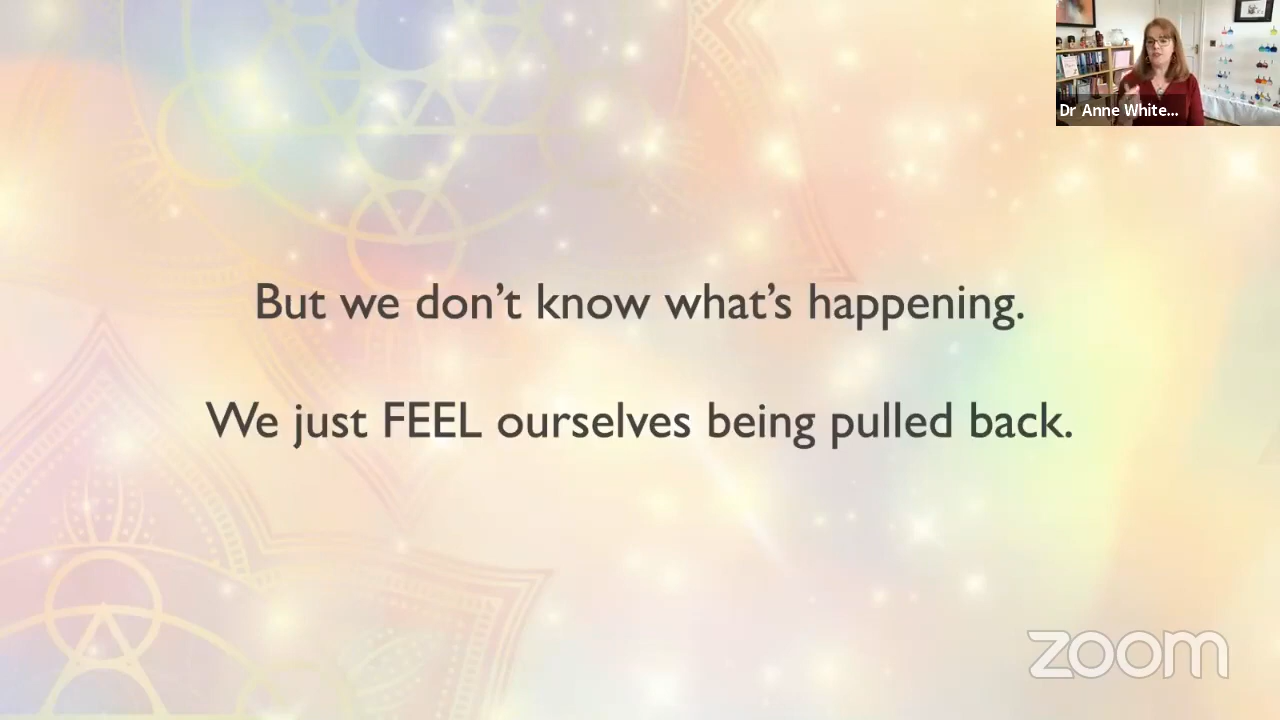 Dr Anne White...
But we don’t know what’s happening.
We just FEEL ourselves being pulled back.
zoom